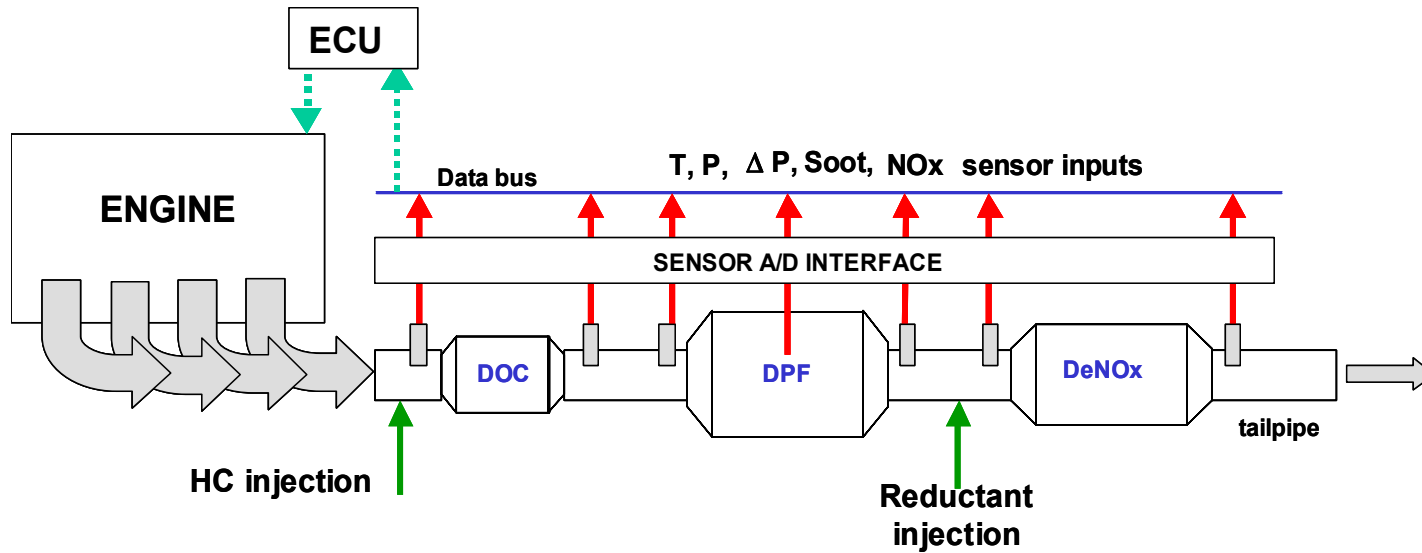 ECU
T, P, Δ P, Soot, NOx sensor inputs
Data bus
ENGINE
SENSOR A/D INTERFACE
DOC
DPF
DeNOx
tailpipe
HC injection
Reductant
injection